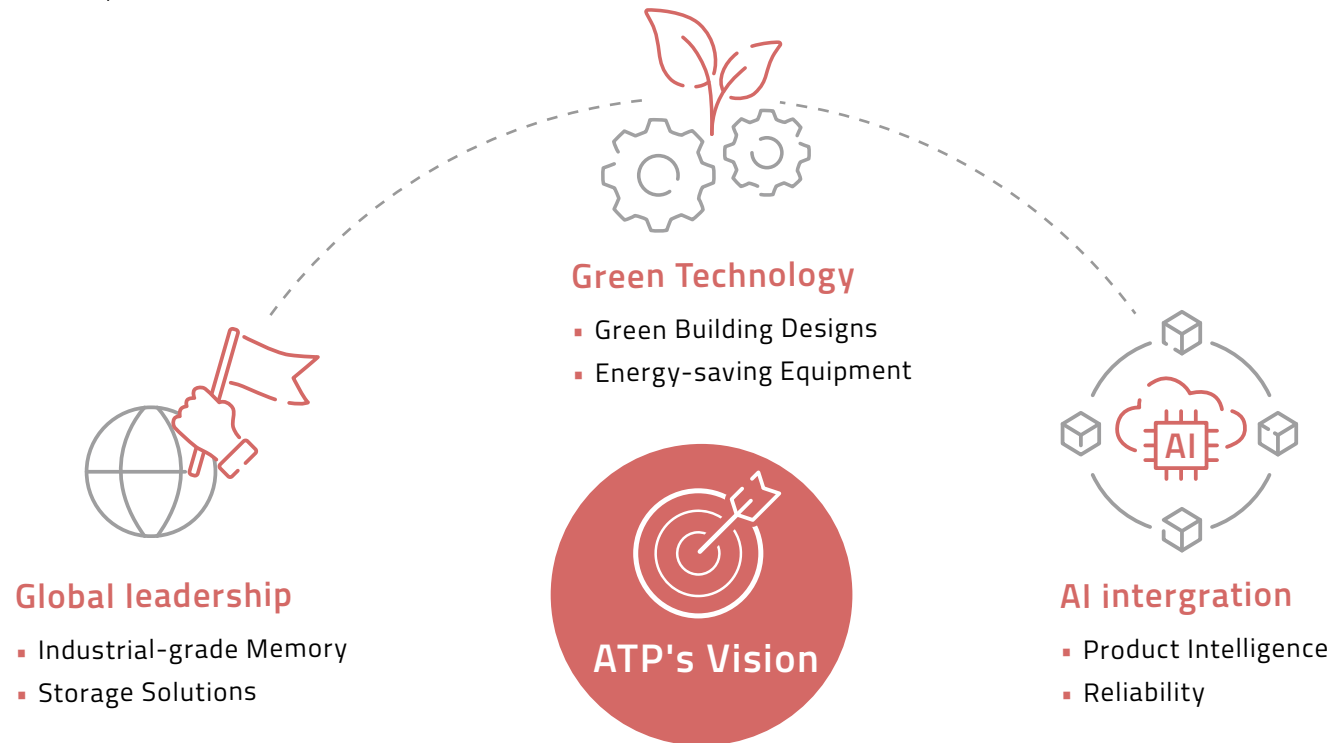 Green Technology
▪ Green Building Designs
▪ Energy-saving Equipment
AI
Global leadership
▪ Industrial-grade Memory
▪ Storage Solutions
ATP's Vision
AI intergration
▪ Product Intelligence
▪ Reliability